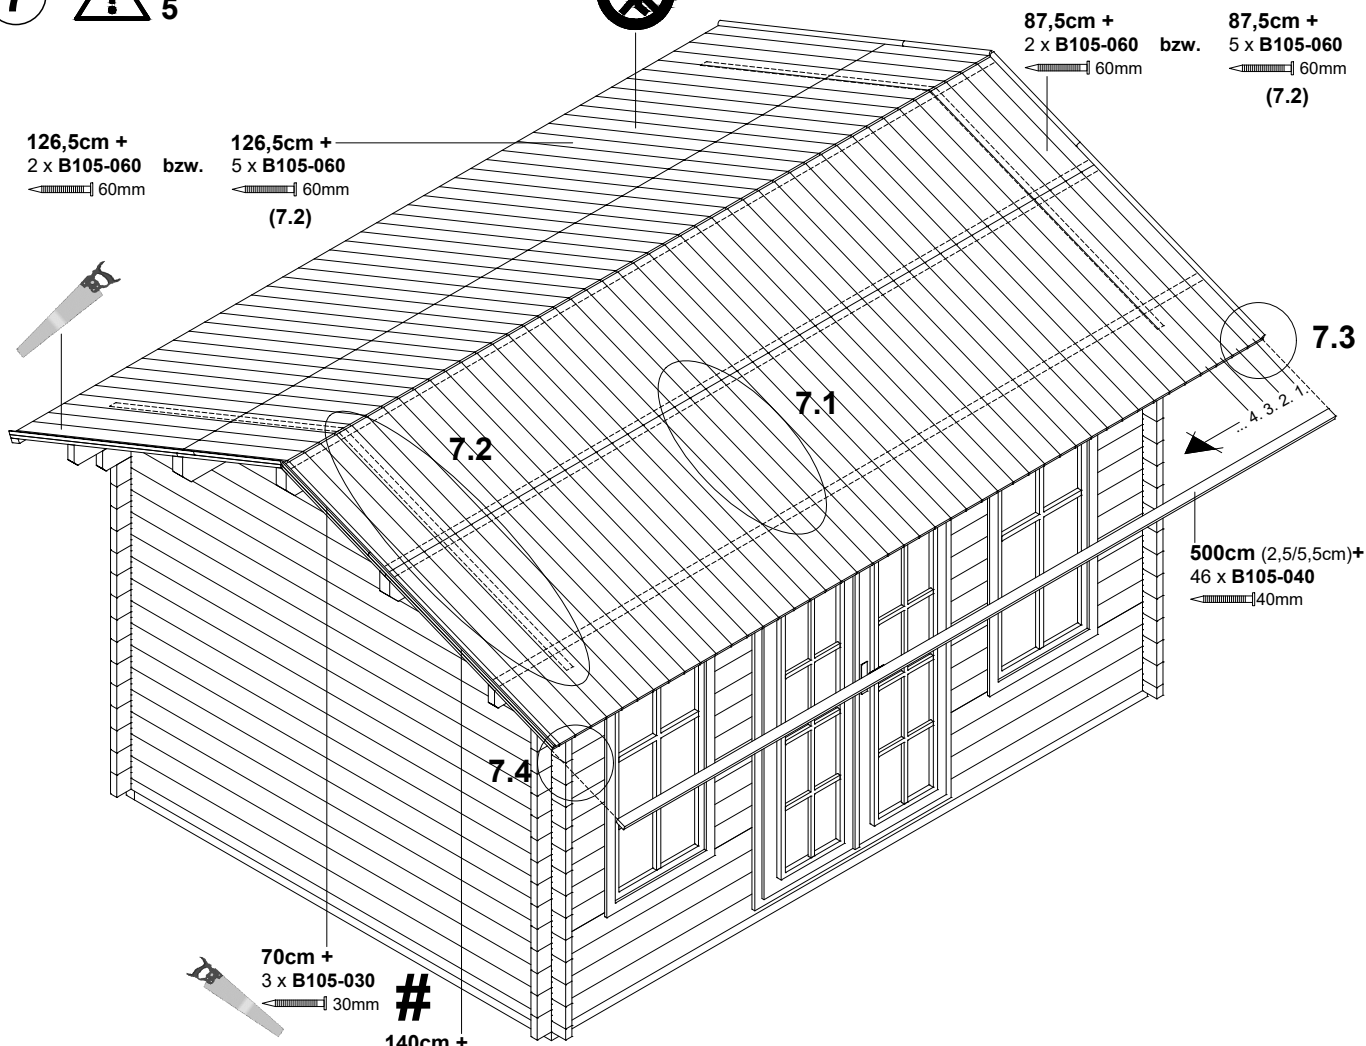 7
5
87,5cm +
2 x B105-060 bzw.
60mm
87,5cm +
5 x B105-060
60mm
(7.2)
126,5cm +
2 x B105-060 bzw.
60mm
126,5cm +
5 x B105-060
60mm
(7.2)
7.3
7.1
7.2
... 4. 3. 2. 1.
500cm (2,5/5,5cm)+
46 x B105-040
40mm
7.4
70cm +
3 x B105-030
30mm
#
140cm +